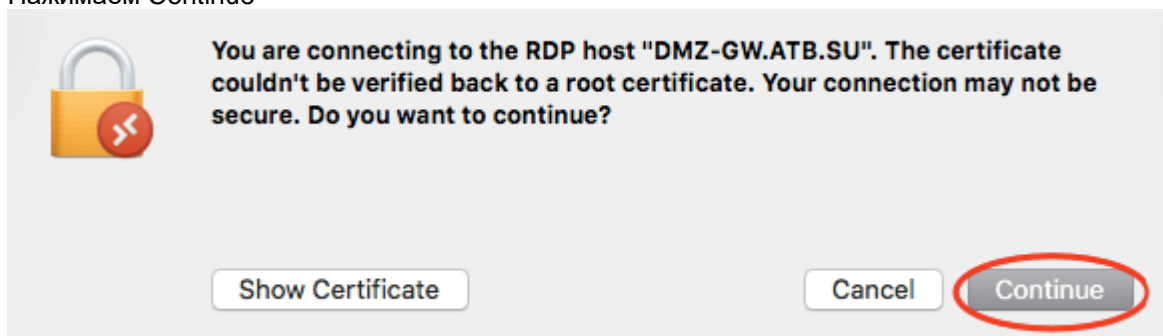 Нажимаем Continue
You are connecting to the RDP host "DMZ-GW.ATB.SU". The certificate
couldn't be verified back to a root certificate. Your connection may not be
secure. Do you want to continue?
Show Certificate
Cancel
Continue